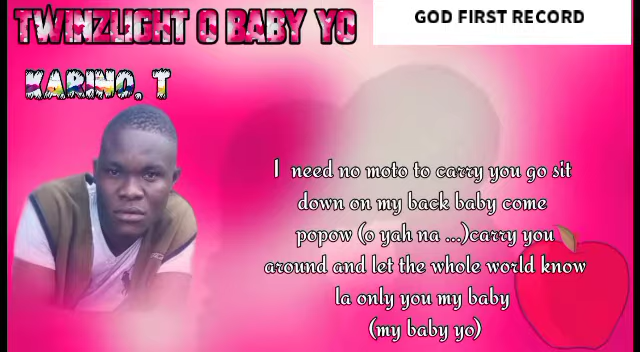 TWINZLIGHT O BABY YO
GOD FIRST RECORD
KARINO. T
I need no moto to carry you go sit
down on my back baby come
popow (o yah na ...)carry you
around and let the whole world know
la only you my baby
(my baby yo)